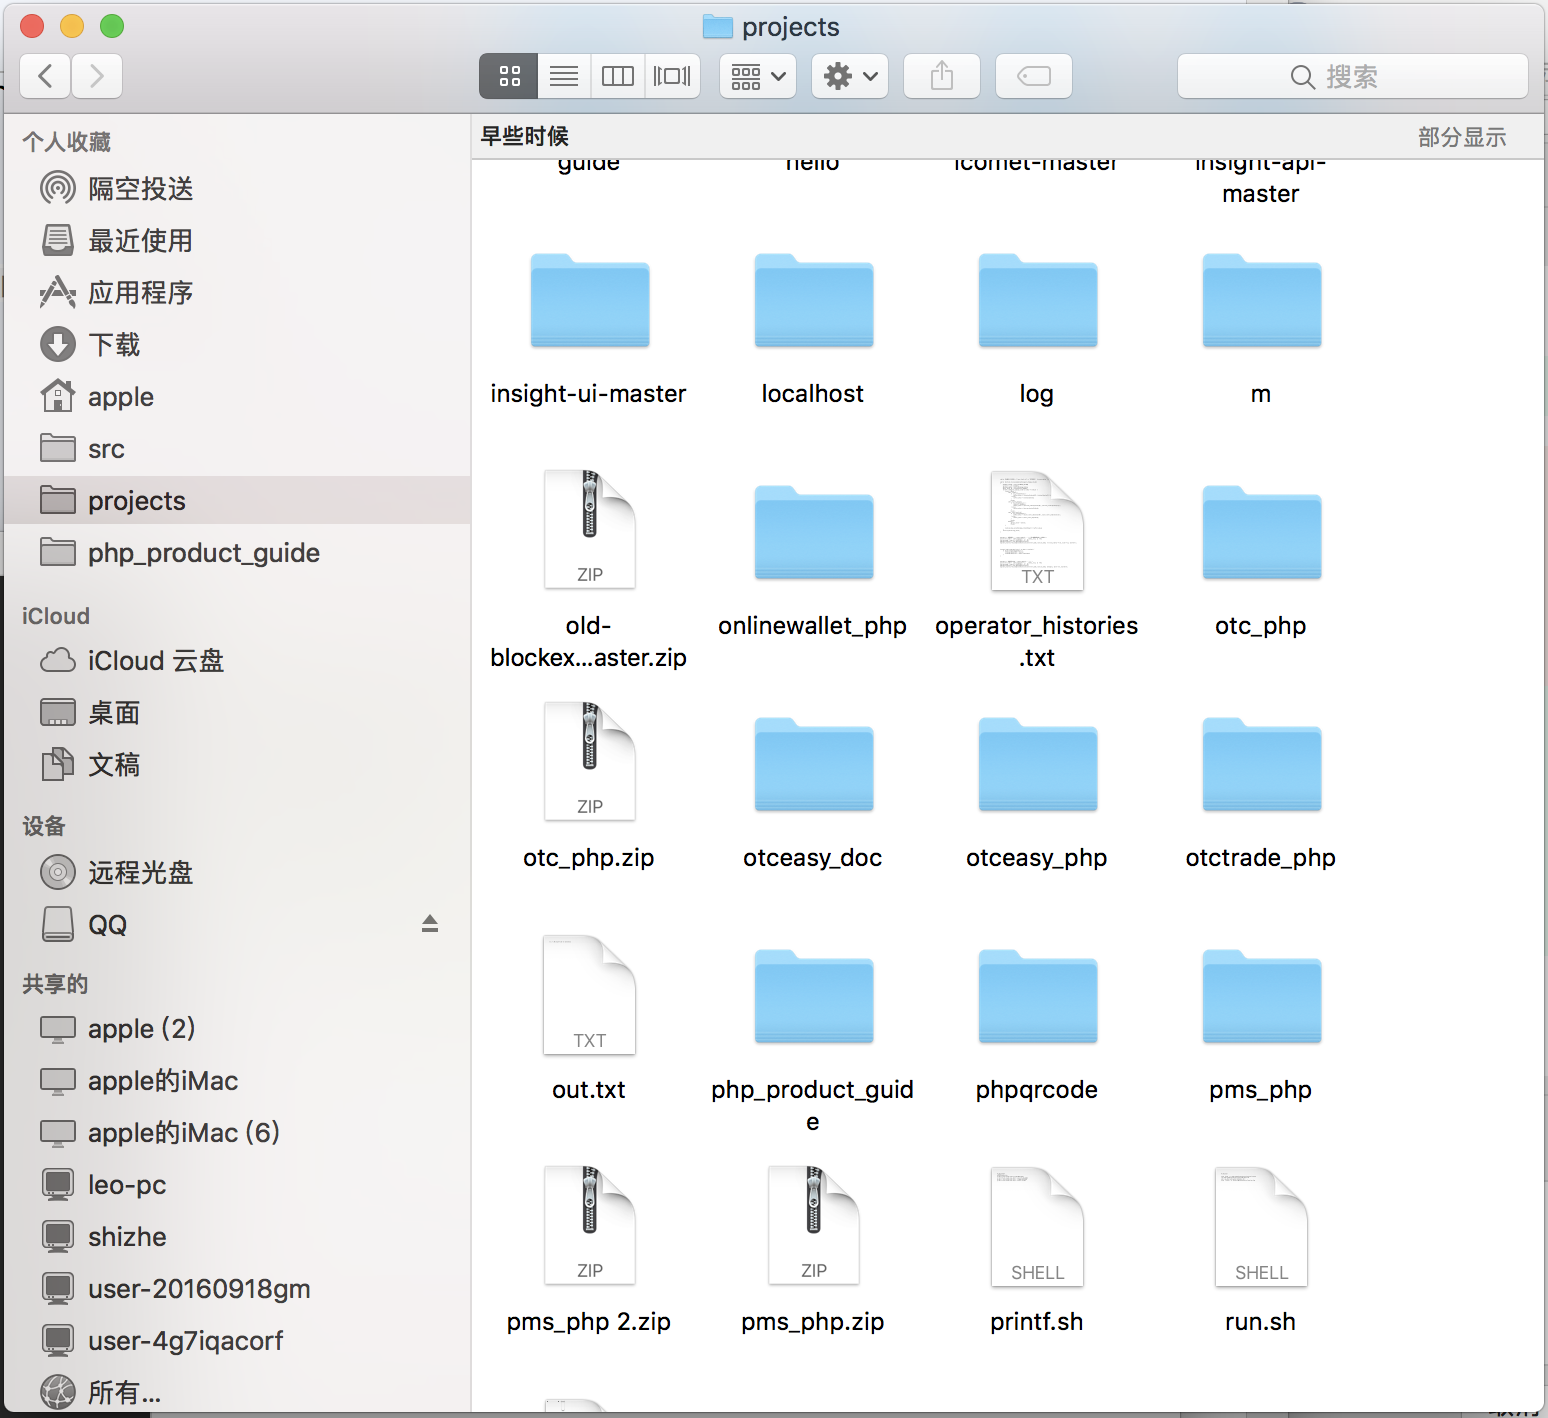 projects
搜索
个人收藏
隔空投送
最近使用
应用程序
下载
apple
src
projects
php_product_guide
iCloud
iCloud 云盘
桌面
文稿
设备
远程光盘
QQ
共享的
apple (2)
apple的iMac
apple的iMac (6)
leo-pc
shizhe
user-20160918gm
user-4g7iqacorf
所有...
早些时候
部分显示
guide
hello
icomet-master
insight-api-
master
insight-ui-master
localhost
log
m
ZIP
TXT
old-
blockex...aster.zip
onlinewallet_php
operator_histories
.txt
otc_php
ZIP
otc_php.zip
otceasy_doc
otceasy_php
otctrade_php
TXT
out.txt
php_product_guid
e
phpqrcode
pms_php
ZIP
ZIP
SHELL
SHELL
pms_php 2.zip
pms_php.zip
printf.sh
run.sh